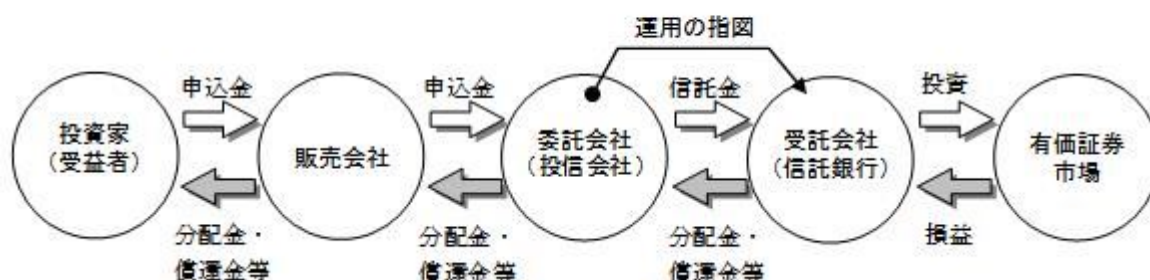 運用の指図
申込金
申込金
信託金
投資
投資家
(受益者)
販売会社
委託会社
(投信会社)
受託会社
(信託銀行)
有価証券
市場
分配金・
償還金等
分配金・
償還金等
分配金・
償還金等
損益